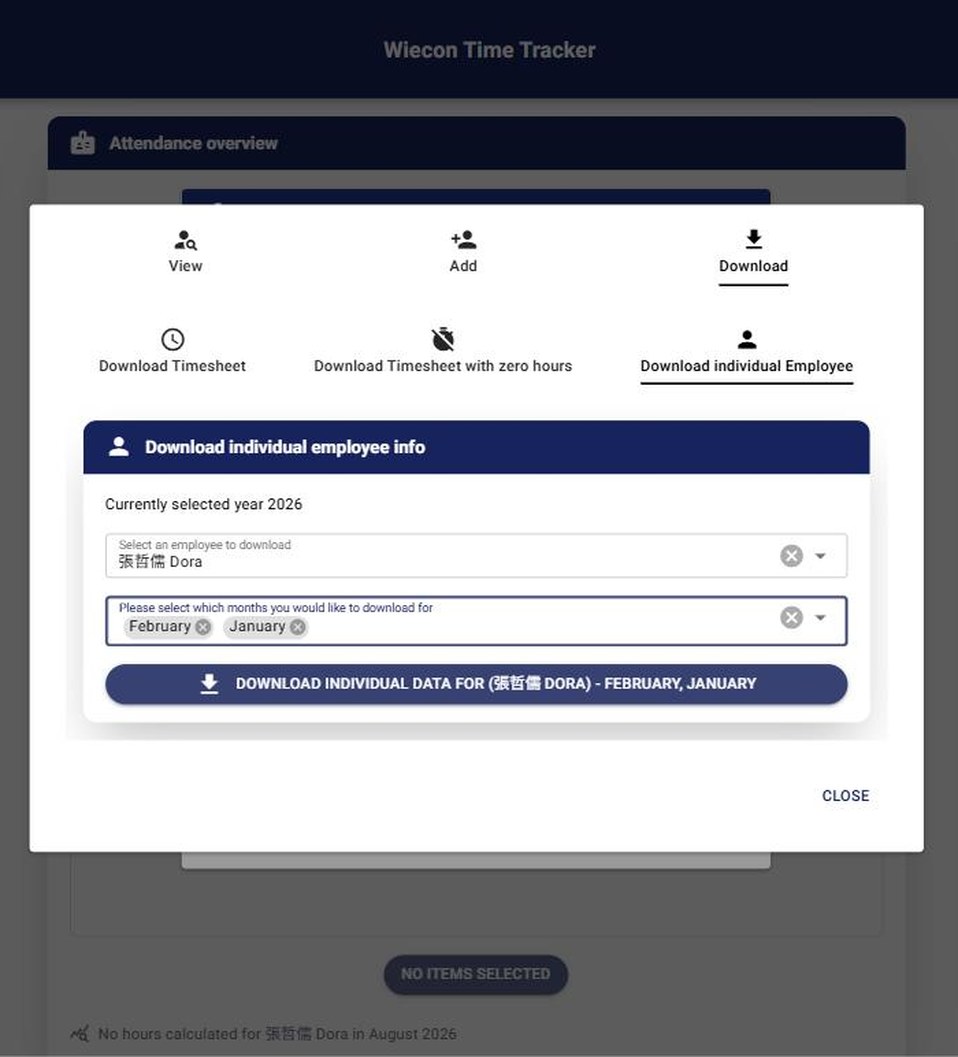 Wiecon Time Tracker
Attendance overview
View
Add
Download
Download Timesheet
Download Timesheet with zero hours
Download individual Employee
Download individual employee info
Currently selected year 2026
Select an employee to download
張哲儒 Dora
Please select which months you would like to download for
February
January
DOWNLOAD INDIVIDUAL DATA FOR (張哲儒 DORA) - FEBRUARY, JANUARY
CLOSE
NO ITEMS SELECTED
No hours calculated for 張哲儒 Dora in August 2026